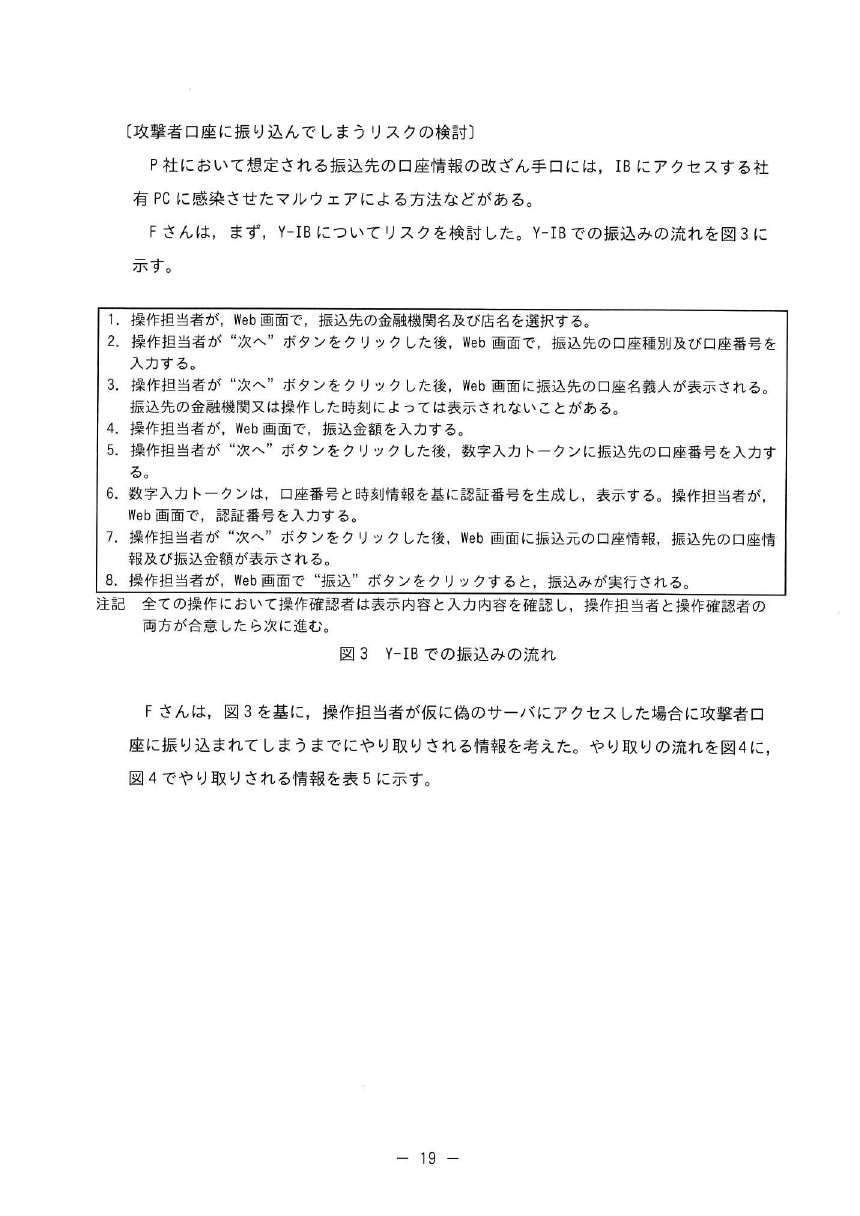 〔攻撃者口座に振り込んでしまうリスクの検討〕
P社において想定される振込先の口座情報の改ざん手口には，IBにアクセスする社
有PCに感染させたマルウェアによる方法などがある。
Fさんは，まず，Y-IBについてリスクを検討した。Y-IBでの振込みの流れを図3に
示す。
1. 操作担当者が，Web画面で，振込先の金融機関名及び店名を選択する。
2. 操作担当者が“次へ”ボタンをクリックした後，Web画面で，振込先の口座種別及び口座番号を
入力する。
3. 操作担当者が“次へ”ボタンをクリックした後，Web画面に振込先の口座名義人が表示される。
振込先の金融機関又は操作した時刻によっては表示されないことがある。
4. 操作担当者が，Web画面で，振込金額を入力する。
5. 操作担当者が“次へ”ボタンをクリックした後，数字入力トークンに振込先の口座番号を入力す
る。
6. 数字入力トークンは，口座番号と時刻情報を基に認証番号を生成し，表示する。操作担当者が，
Web画面で，認証番号を入力する。
7. 操作担当者が“次へ”ボタンをクリックした後，Web画面に振込元の口座情報，振込先の口座情
報及び振込金額が表示される。
8. 操作担当者が，Web画面で“振込”ボタンをクリックすると，振込みが実行される。
注記 全ての操作において操作確認者は表示内容と入力内容を確認し，操作担当者と操作確認者の
両方が合意したら次に進む。
図3 Y-IBでの振込みの流れ
Fさんは，図3を基に，操作担当者が仮に偽のサーバにアクセスした場合に攻撃者口
座に振り込まれてしまうまでにやり取りされる情報を考えた。やり取りの流れを図4に，
図4でやり取りされる情報を表5に示す。
― 19 ―